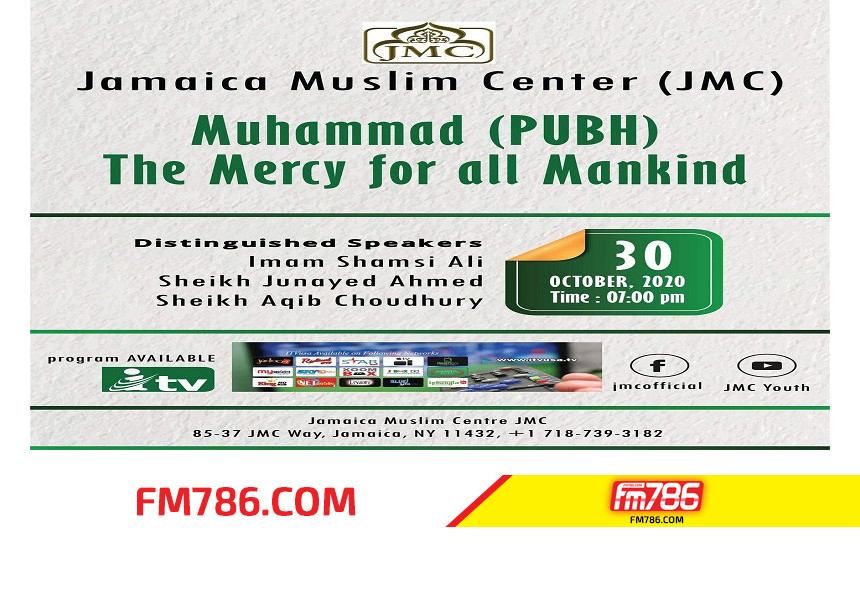 JMC
Jamaica Muslim Center (JMC)
Muhammad (PUBH)
The Mercy for all Mankind
Distinguished Speakers
Imam Shamsi Ali
Sheikh Junayed Ahmed
Sheikh Aqib Choudhury
30
OCTOBER, 2020
Time : 07:00 pm
program AVAILABLE
itv
ITVusa Available on Following Networks
www.itvusa.tv
STAR
XOOM
BOX
jmcofficial
JMC Youth
Jamaica Muslim Centre JMC
85-37 JMC Way, Jamaica, NY 11432, +1 718-739-3182
FM786.COM
fm786
FM786.COM